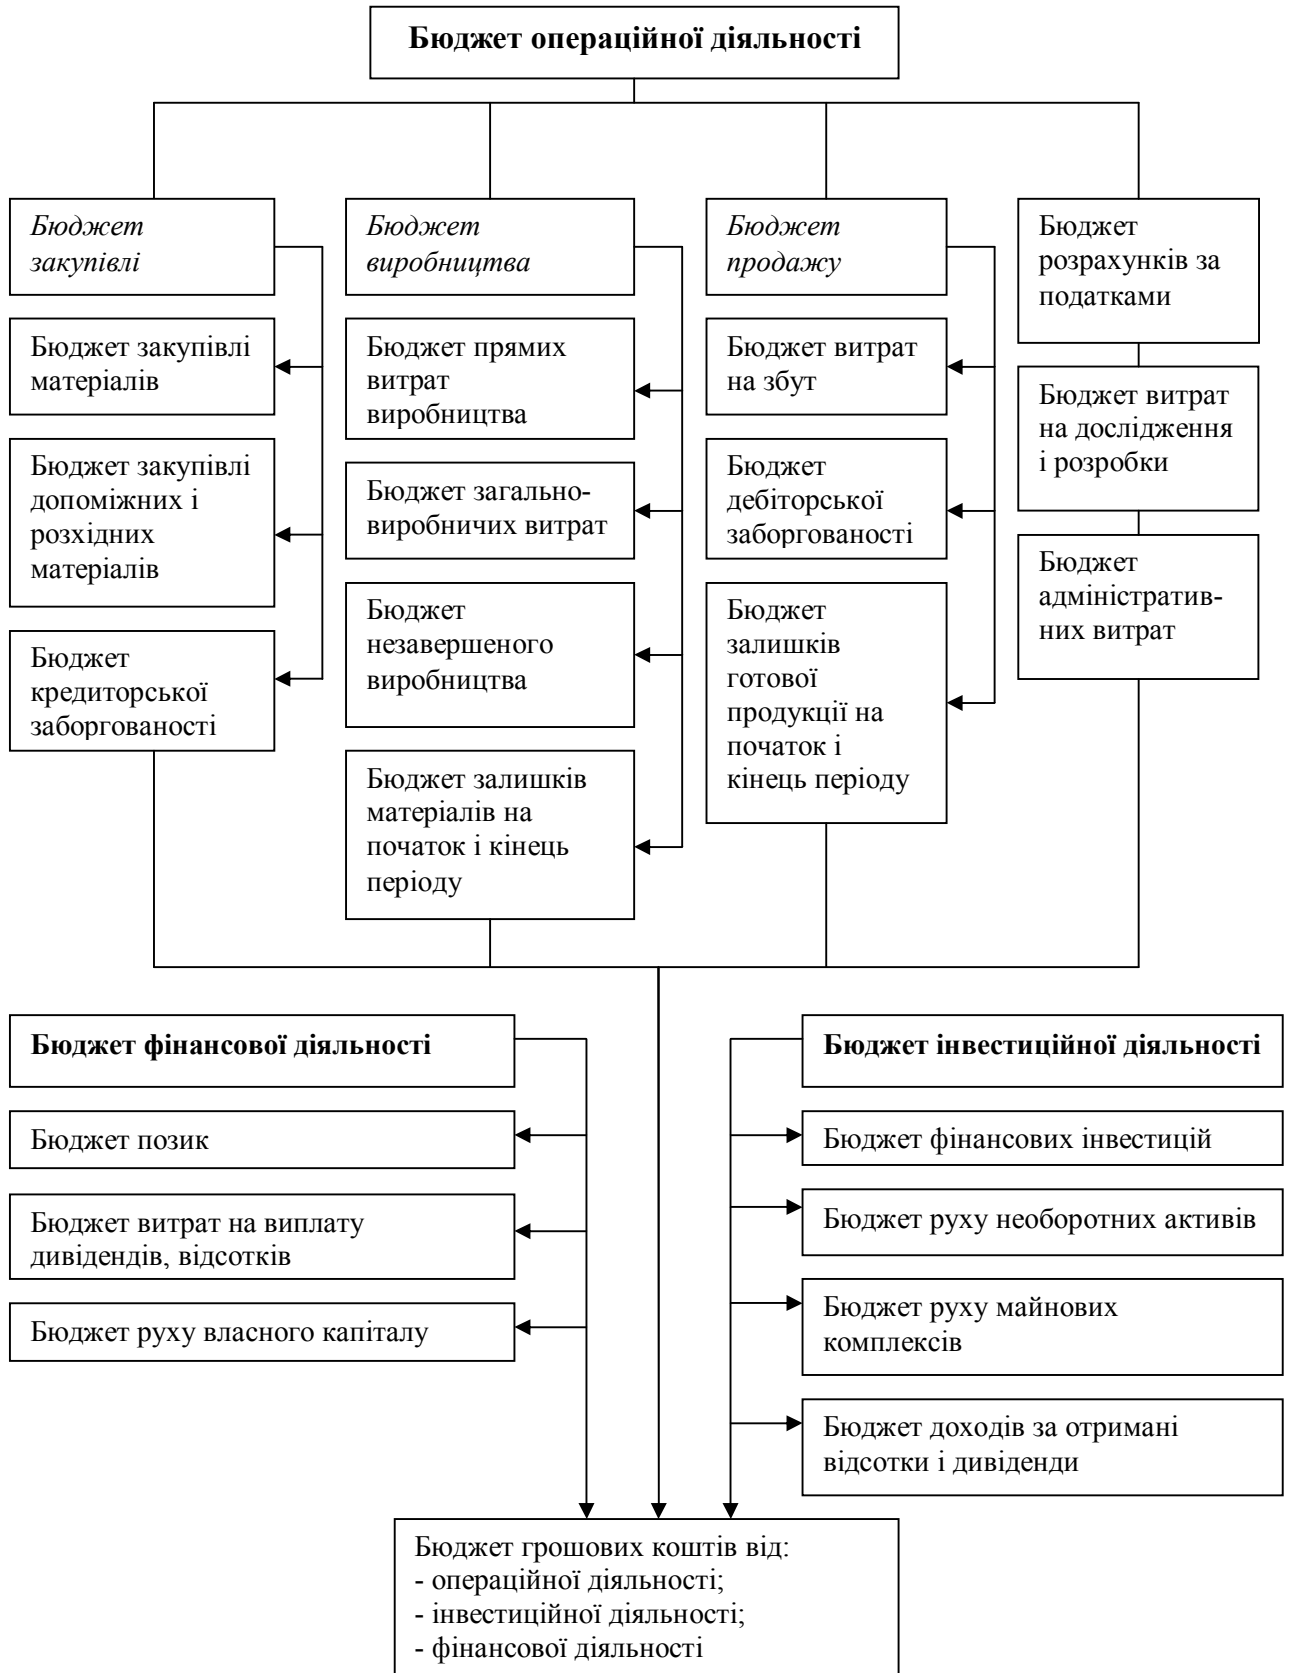 Бюджет операційної діяльності
Бюджет
закупівлі
Бюджет закупівлі
матеріалів
Бюджет закупівлі
допоміжних і
розхідних
матеріалів
Бюджет
кредиторської
заборгованості
Бюджет
виробництва
Бюджет прямих
витрат
виробництва
Бюджет загально-
виробничих витрат
Бюджет
незавершеного
виробництва
Бюджет залишків
матеріалів на
початок і кінець
періоду
Бюджет
продажу
Бюджет витрат
на збут
Бюджет
дебіторської
заборгованості
Бюджет
залишків
готової
продукції на
початок і
кінець періоду
Бюджет
розрахунків за
податками
Бюджет витрат
на дослідження
і розробки
Бюджет
адміністратив-
них витрат
Бюджет фінансової діяльності
Бюджет позик
Бюджет витрат на виплату
дивідендів, відсотків
Бюджет руху власного капіталу
Бюджет інвестиційної діяльності
Бюджет фінансових інвестицій
Бюджет руху необоротних активів
Бюджет руху майнових
комплексів
Бюджет доходів за отримані
відсотки і дивиденди
Бюджет грошових коштів від:
- операційної діяльності;
- інвестиційної діяльності;
- фінансової діяльності